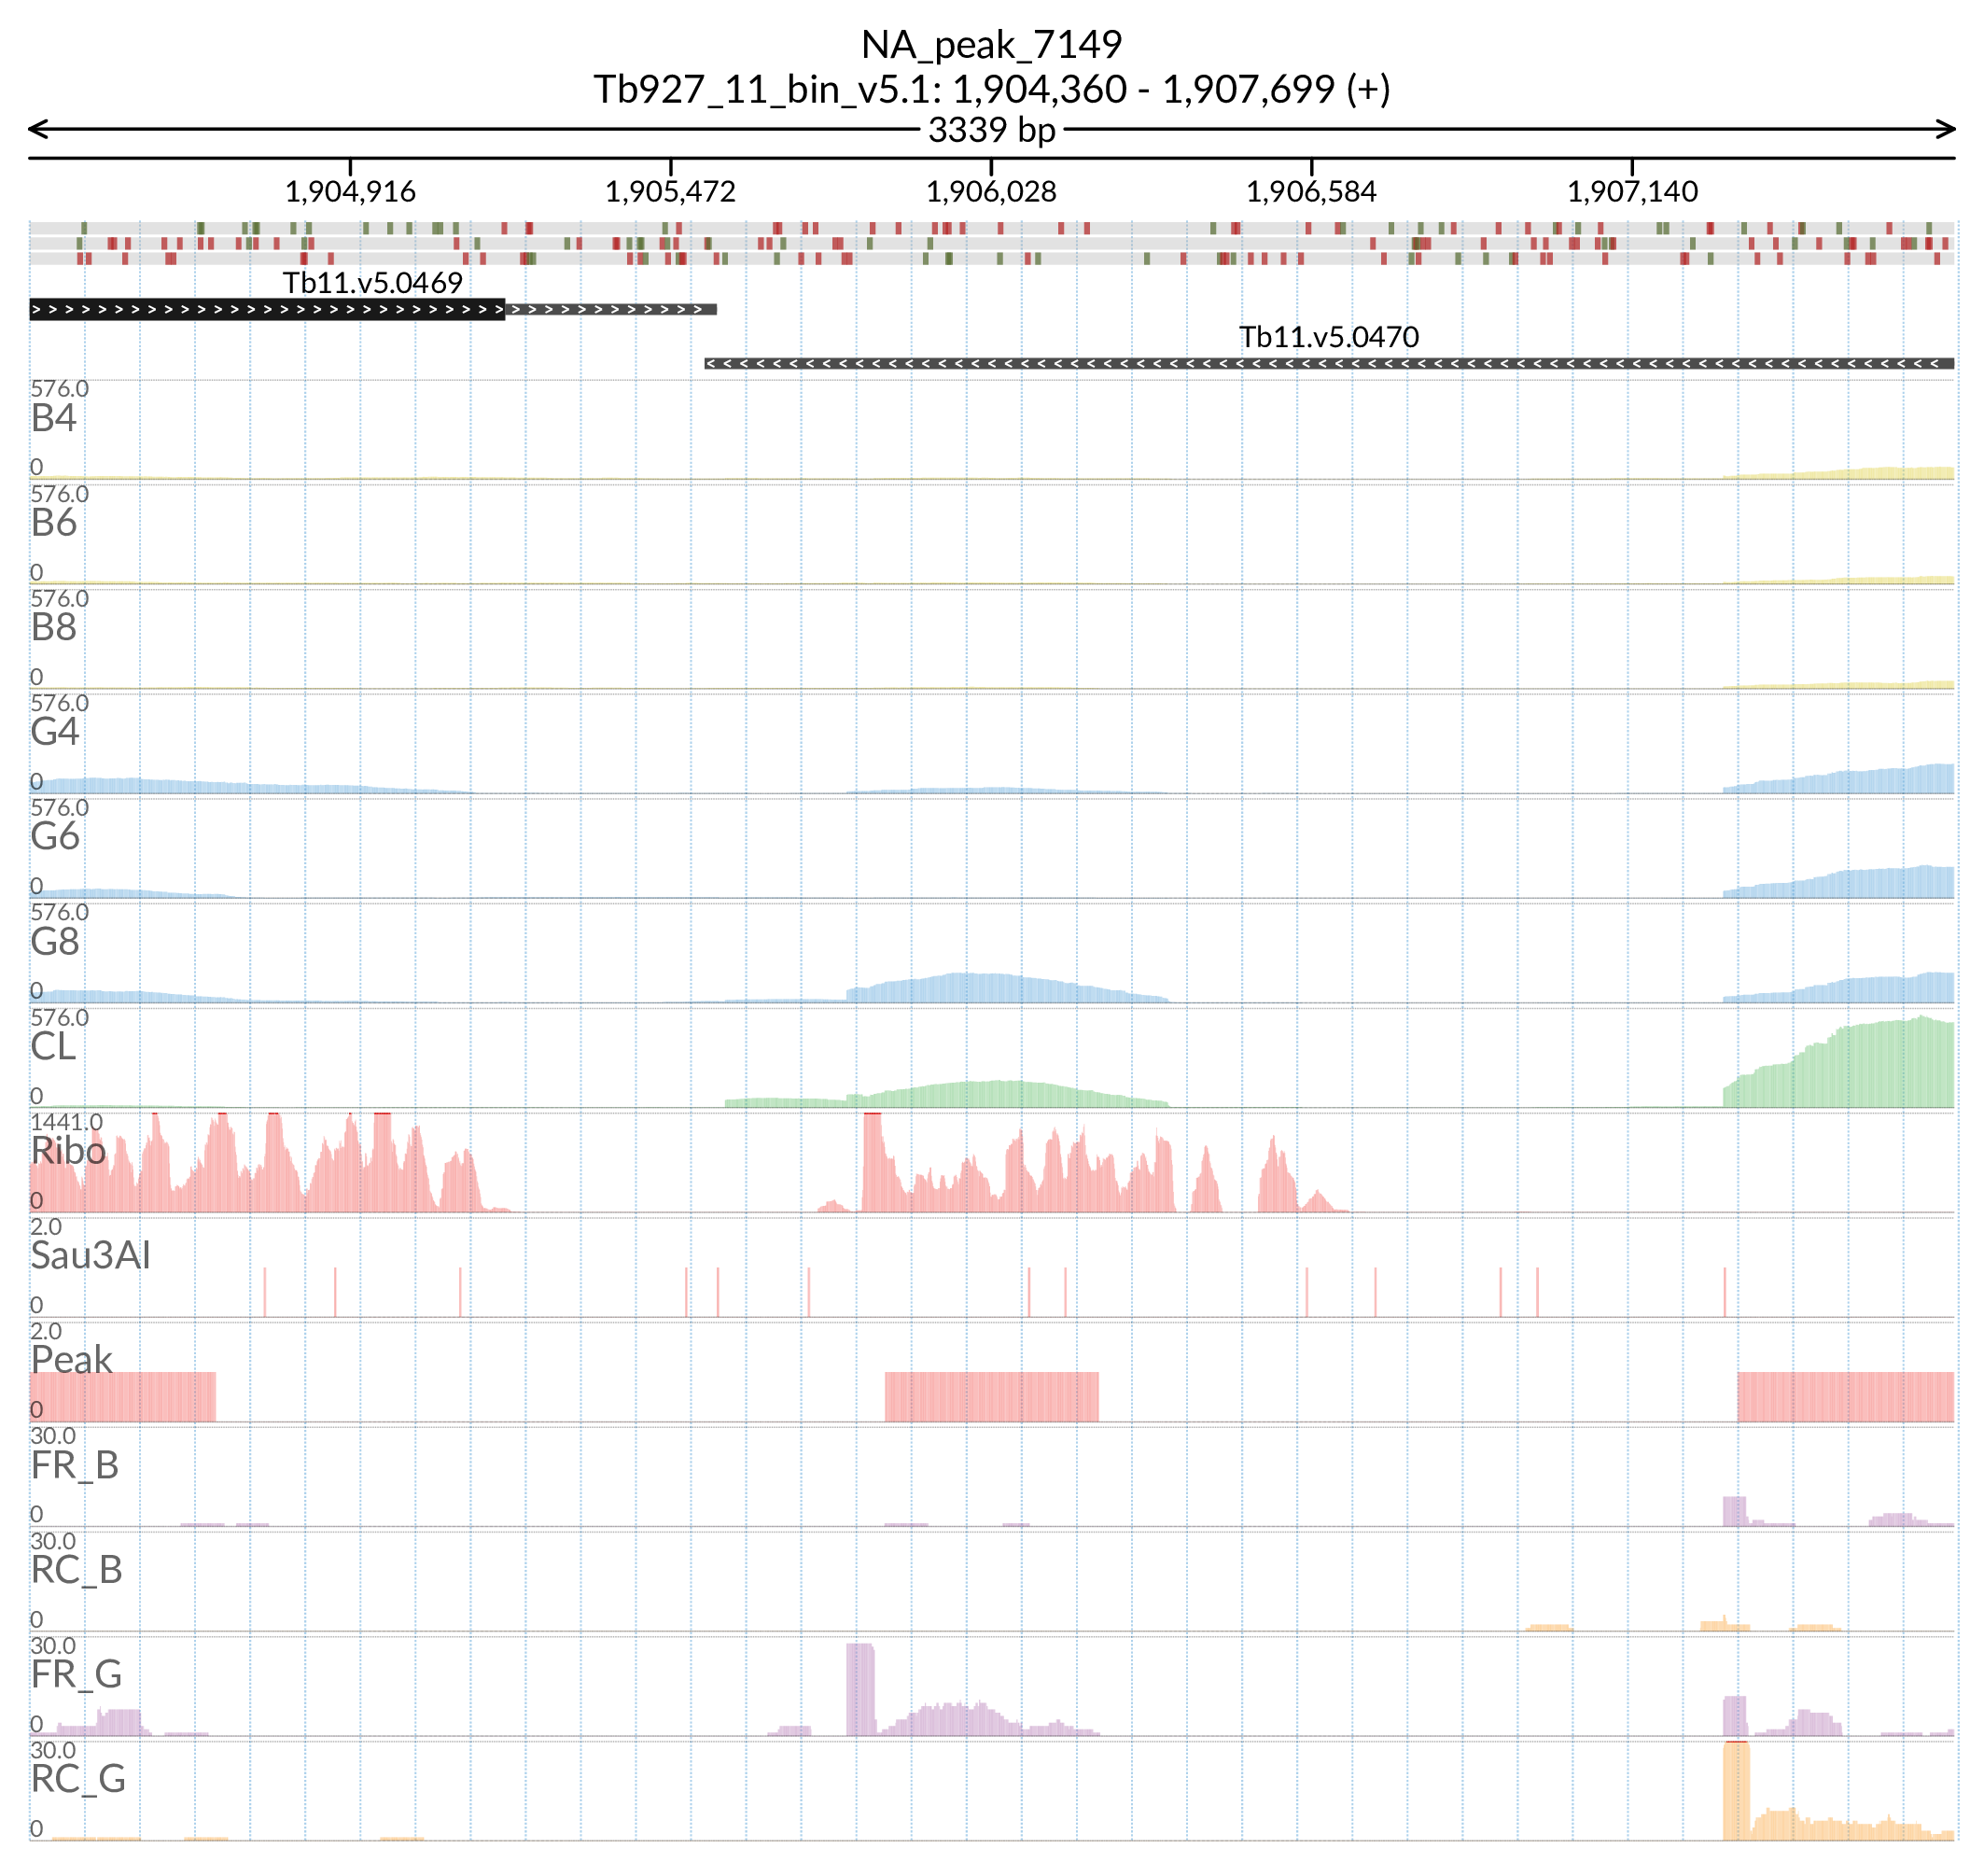 NA_peak_7149
Tb927_11_bin_v5.1: 1,904,360 - 1,907,699 (+)
3339 bp
1,904,916 1,905,472 1,906,028 1,906,584 1,907,140
Tb11.v5.0469
Tb11.v5.0470
576.0
B4
0
576.0
B6
0
576.0
B8
0
576.0
G4
0
576.0
G6
0
576.0
G8
0
576.0
CL
0
1441.0
Ribo
0
2.0
Sau3AI
0
2.0
Peak
0
30.0
FR_B
0
30.0
RC_B
0
30.0
FR_G
0
30.0
RC_G
0